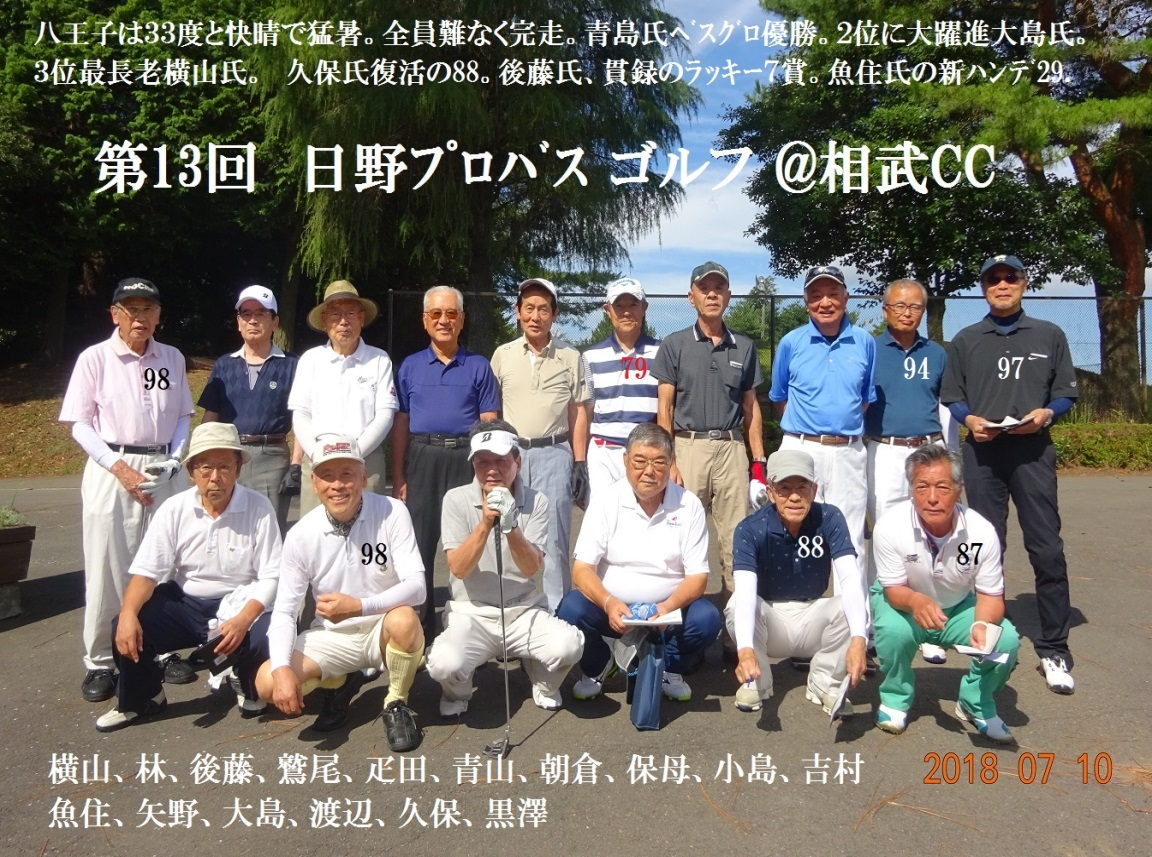 八王子は33度と快晴で猛暑。全員難なく完走。青島氏ﾍﾞｽｸﾞﾛ優勝。2位に大躍進大島氏。
3位最長老横山氏。 久保氏復活の88。後藤氏、貫録のラッキー7賞。魚住氏の新ハンデ29.
第13回 日野プロバス ゴルフ @相武CC
98
79
94
97
98
88
87
横山、林、後藤、鷲尾、疋田、青山、朝倉、保母、小島、吉村
2018 07 10
魚住、矢野、大島、渡辺、久保、黒澤